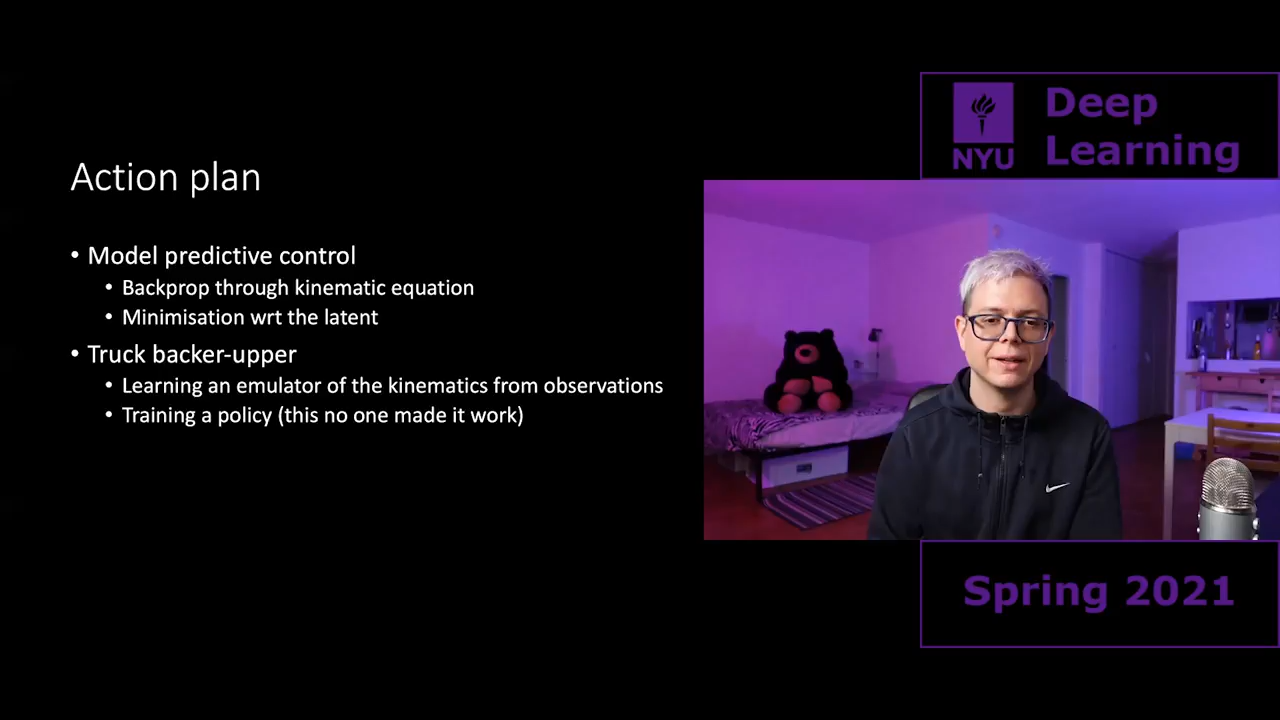 Action plan
• Model predictive control
• Backprop through kinematic equation
• Minimisation wrt the latent
• Truck backer-upper
• Learning an emulator of the kinematics from observations
• Training a policy (this no one made it work)
NYU
Deep
Learning
Spring 2021